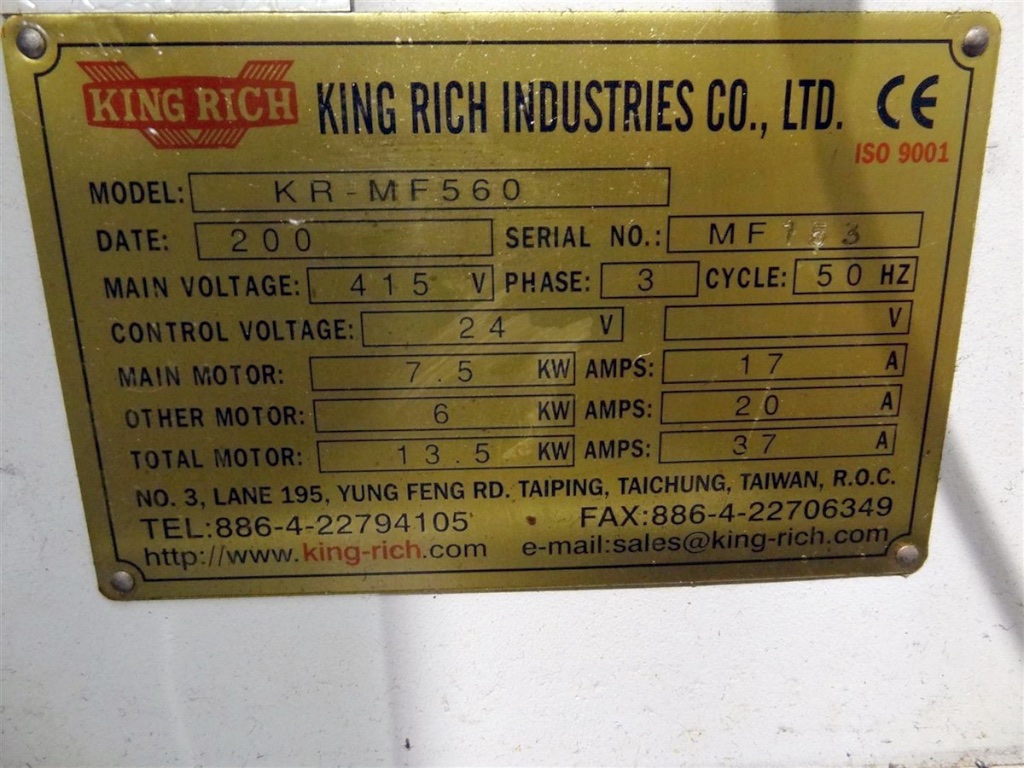 KING RICH KING RICH INDUSTRIES CO., LTD. CE
ISO 9001
MODEL: KR-MF560
DATE: 200 SERIAL NO.:
MAIN VOLTAGE: 415 V PHASE: 3 CYCLE: 50 HZ
CONTROL VOLTAGE: 24 V V
MAIN MOTOR: 7.5 KW AMPS: 17 A
OTHER MOTOR: 6 KW AMPS: 20 A
TOTAL MOTOR: 13.5 KW AMPS: 37 A
NO. 3, LANE 195, YUNG FENG RD. TAIPING, TAICHUNG, TAIWAN, R.O.C.
TEL:886-4-22794105 FAX:886-4-22706349
http://www.king-rich.com e-mail:sales@king-rich.com